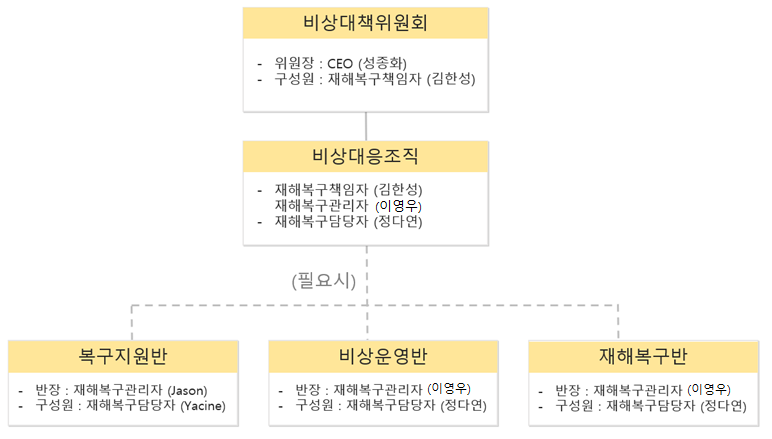 비상대책위원회
- 위원장 : CEO (성종화)
- 구성원 : 재해복구책임자 (김한성)
비상대응조직
- 재해복구책임자 (김한성)
재해복구관리자 (이영우)
- 재해복구담당자 (정다연)
(필요시)
복구지원반
- 반장 : 재해복구관리자 (Jason)
- 구성원 : 재해복구담당자 (Yacine)
비상운영반
- 반장 : 재해복구관리자 (이영우)
- 구성원 : 재해복구담당자 (정다연)
재해복구반
- 반장 : 재해복구관리자 (이영우)
- 구성원 : 재해복구담당자 (정다연)